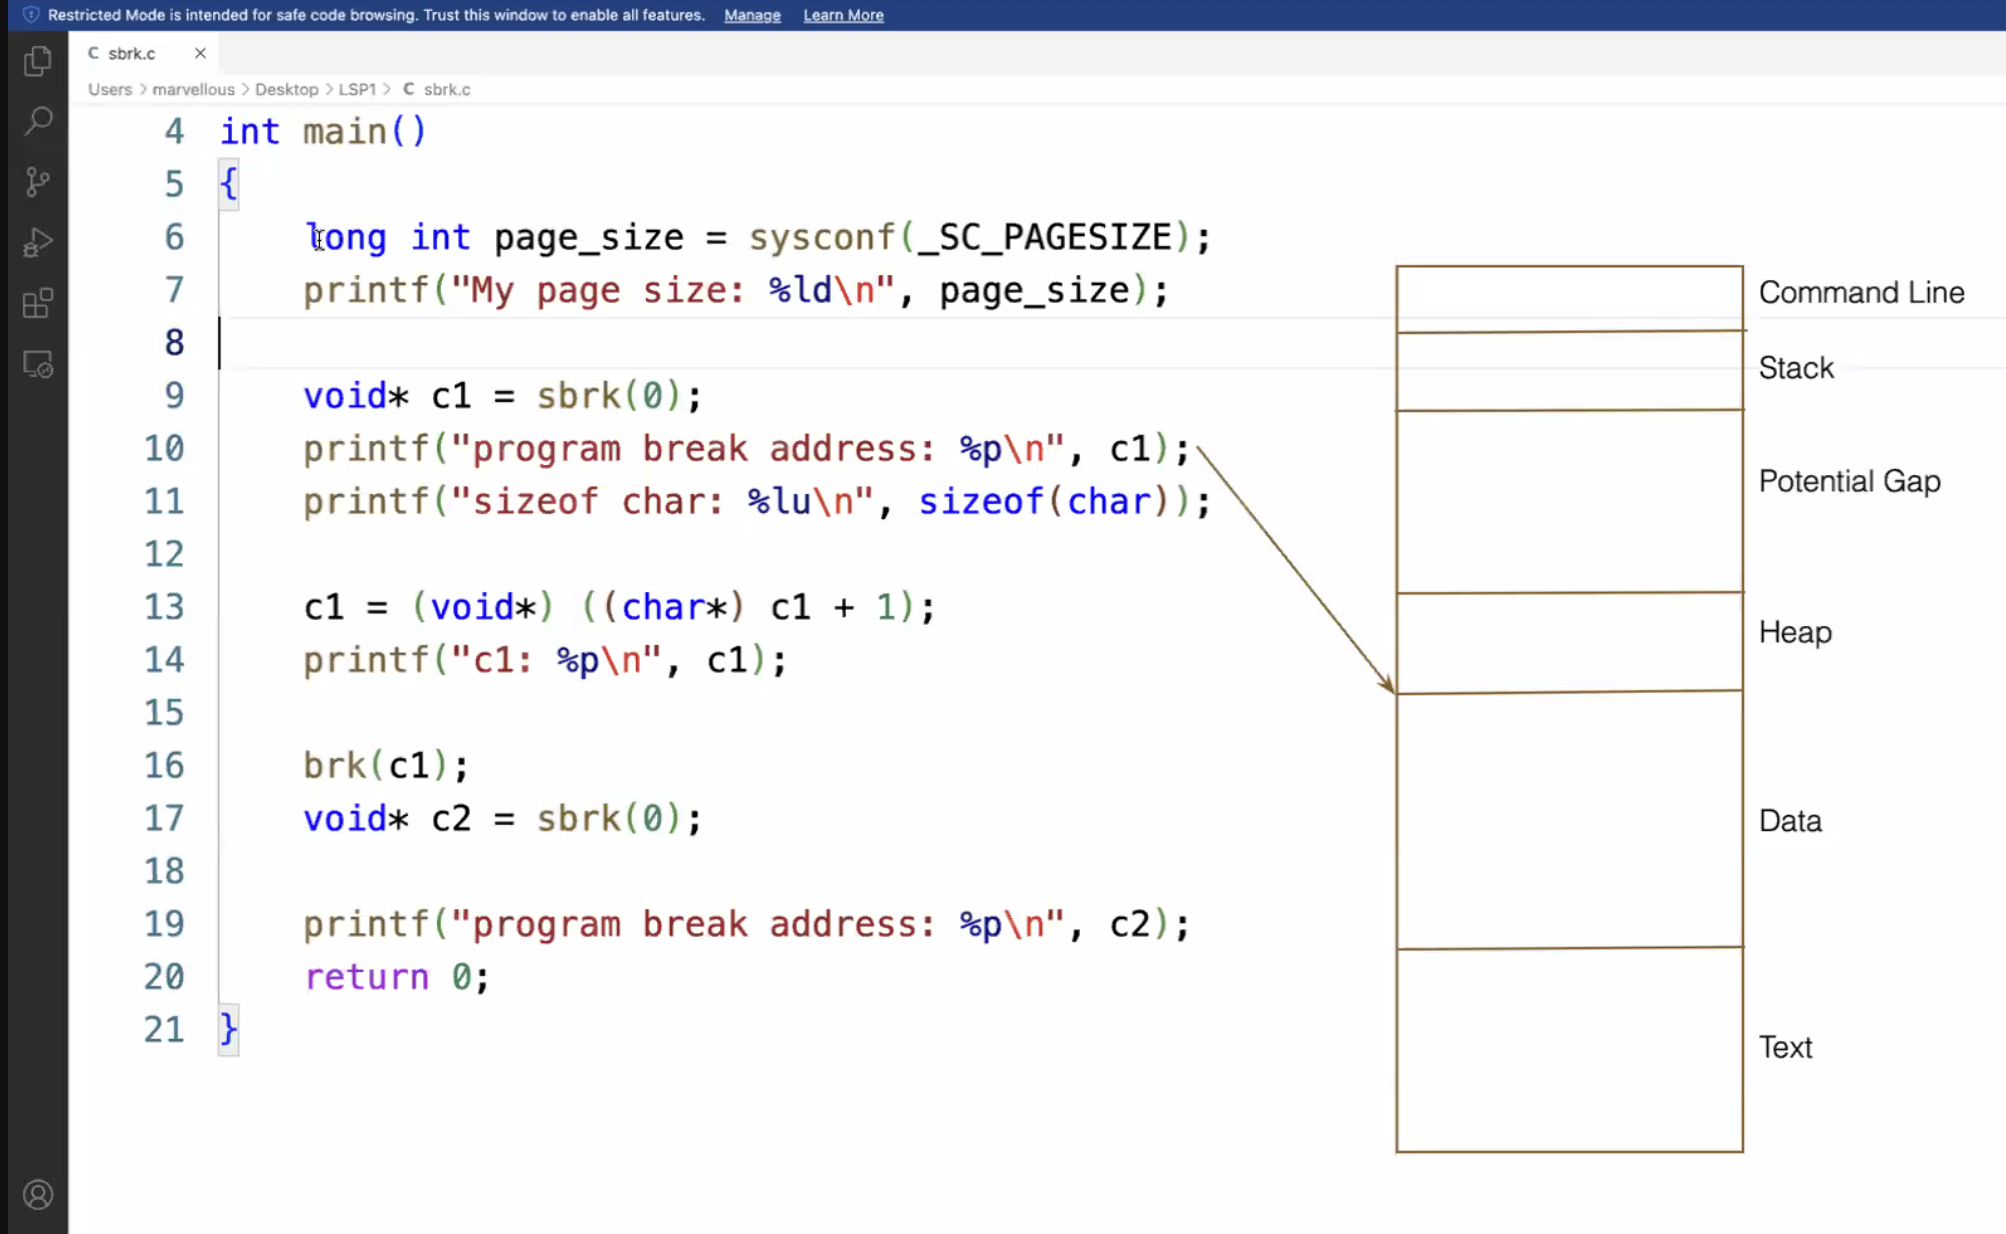 Restricted Mode is intended for safe code browsing. Trust this window to enable all features. Manage Learn More
C sbrk.c ×
Users > marvellous > Desktop > LSP1 > C sbrk.c
4 int main()
5 {
6 long int page_size = sysconf(_SC_PAGESIZE);
7 printf("My page size: %ld\n", page_size);
8
9 void* c1 = sbrk(0);
10 printf("program break address: %p\n", c1);
11 printf("sizeof char: %lu\n", sizeof(char));
12
13 c1 = (void*) ((char*) c1 + 1);
14 printf("c1: %p\n", c1);
15
16 brk(c1);
17 void* c2 = sbrk(0);
18
19 printf("program break address: %p\n", c2);
20 return 0;
21 }
Command Line
Stack
Potential Gap
Heap
Data
Text